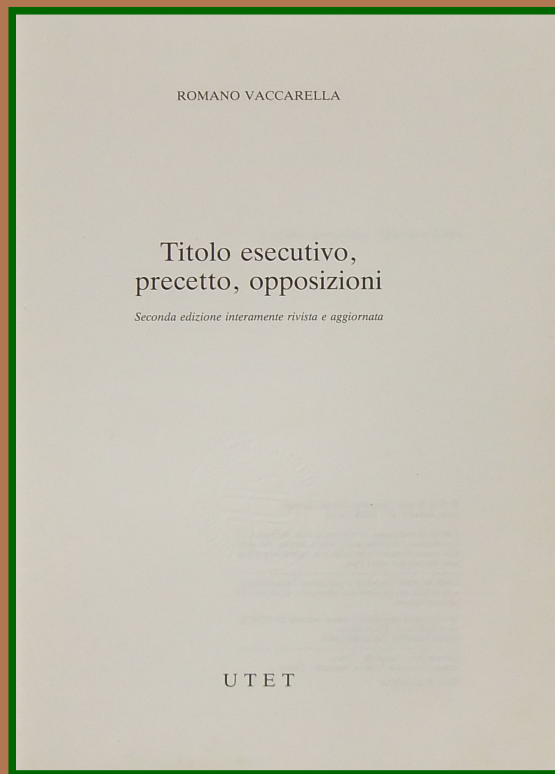 ROMANO VACCARELLA
Titolo esecutivo,
precetto, opposizioni
Seconda edizione interamente rivista e aggiornata
UTET